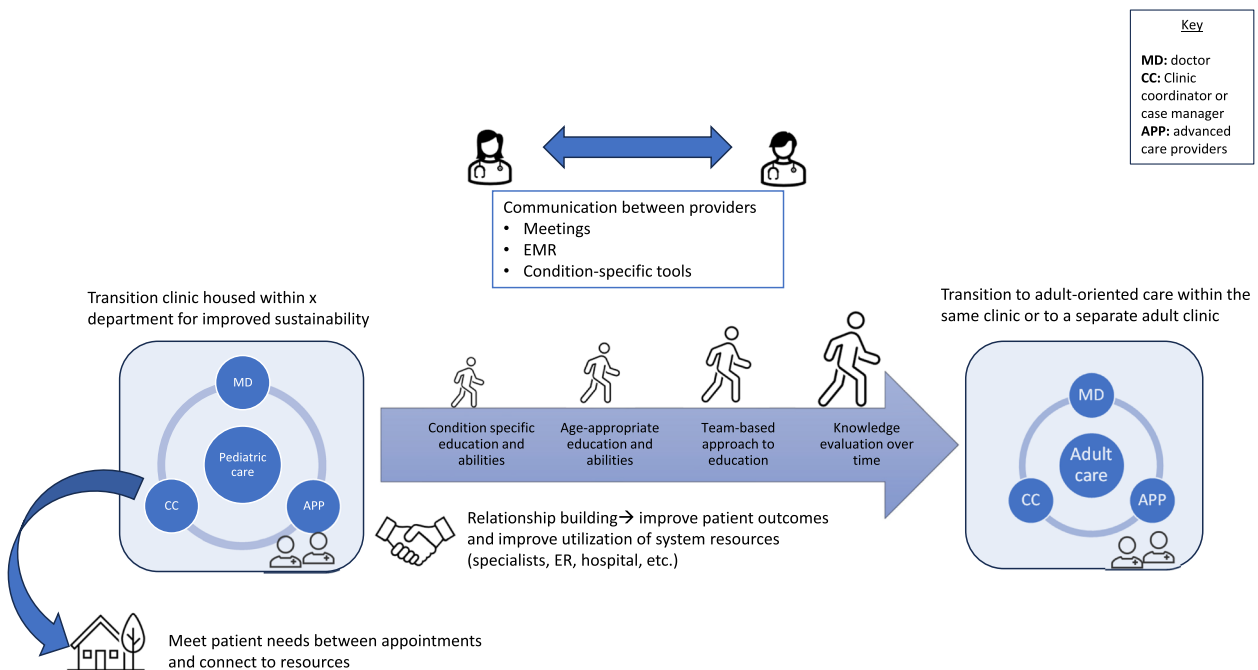 Key
MD: doctor
CC: Clinic
coordinator or
case manager
APP: advanced
care providers
Communication between providers
• Meetings
• EMR
• Condition-specific tools
Transition clinic housed within x
department for improved sustainability
Transition to adult-oriented care within the
same clinic or to a separate adult clinic
MD
Pediatric
care
CC
APP
Condition specific
education and
abilities
Age-appropriate
education and
abilities
Team-based
approach to
education
Knowledge
evaluation over
time
MD
Adult
care
CC
APP
Relationship building→ improve patient outcomes
and improve utilization of system resources
(specialists, ER, hospital, etc.)
Meet patient needs between appointments
and connect to resources